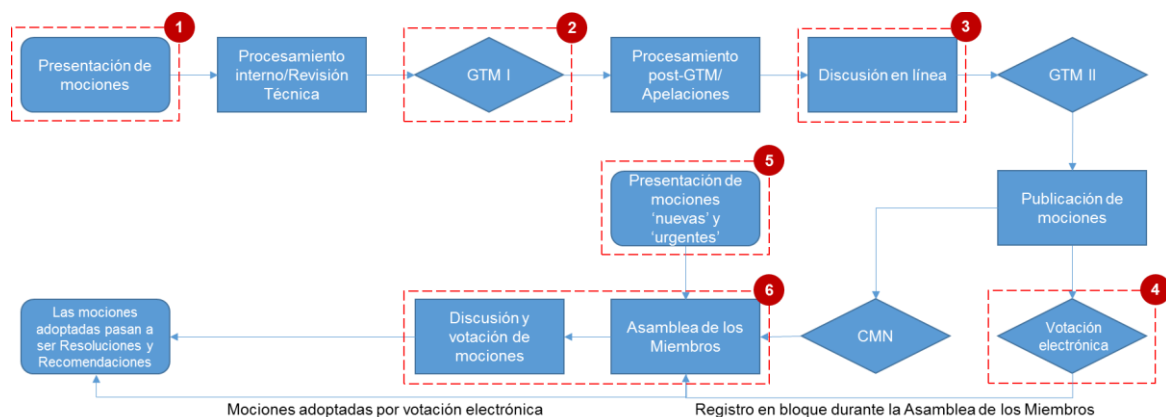 1
Presentación de
mociones
Procesamiento
interno/Revisión
Técnica
2
GTM I
Procesamiento
post-GTM/
Apelaciones
3
Discusión en línea
GTM II
5
Presentación de
mociones
‘nuevas’ y
‘urgentes’
Publicación de
mociones
4
Votación
electrónica
CMN
6
Asamblea de los
Miembros
Discusión y
votación de
mociones
Las mociones
adoptadas pasan a
ser Resoluciones y
Recomendaciones
Mociones adoptadas por votación electrónica
Registro en bloque durante la Asamblea de los Miembros